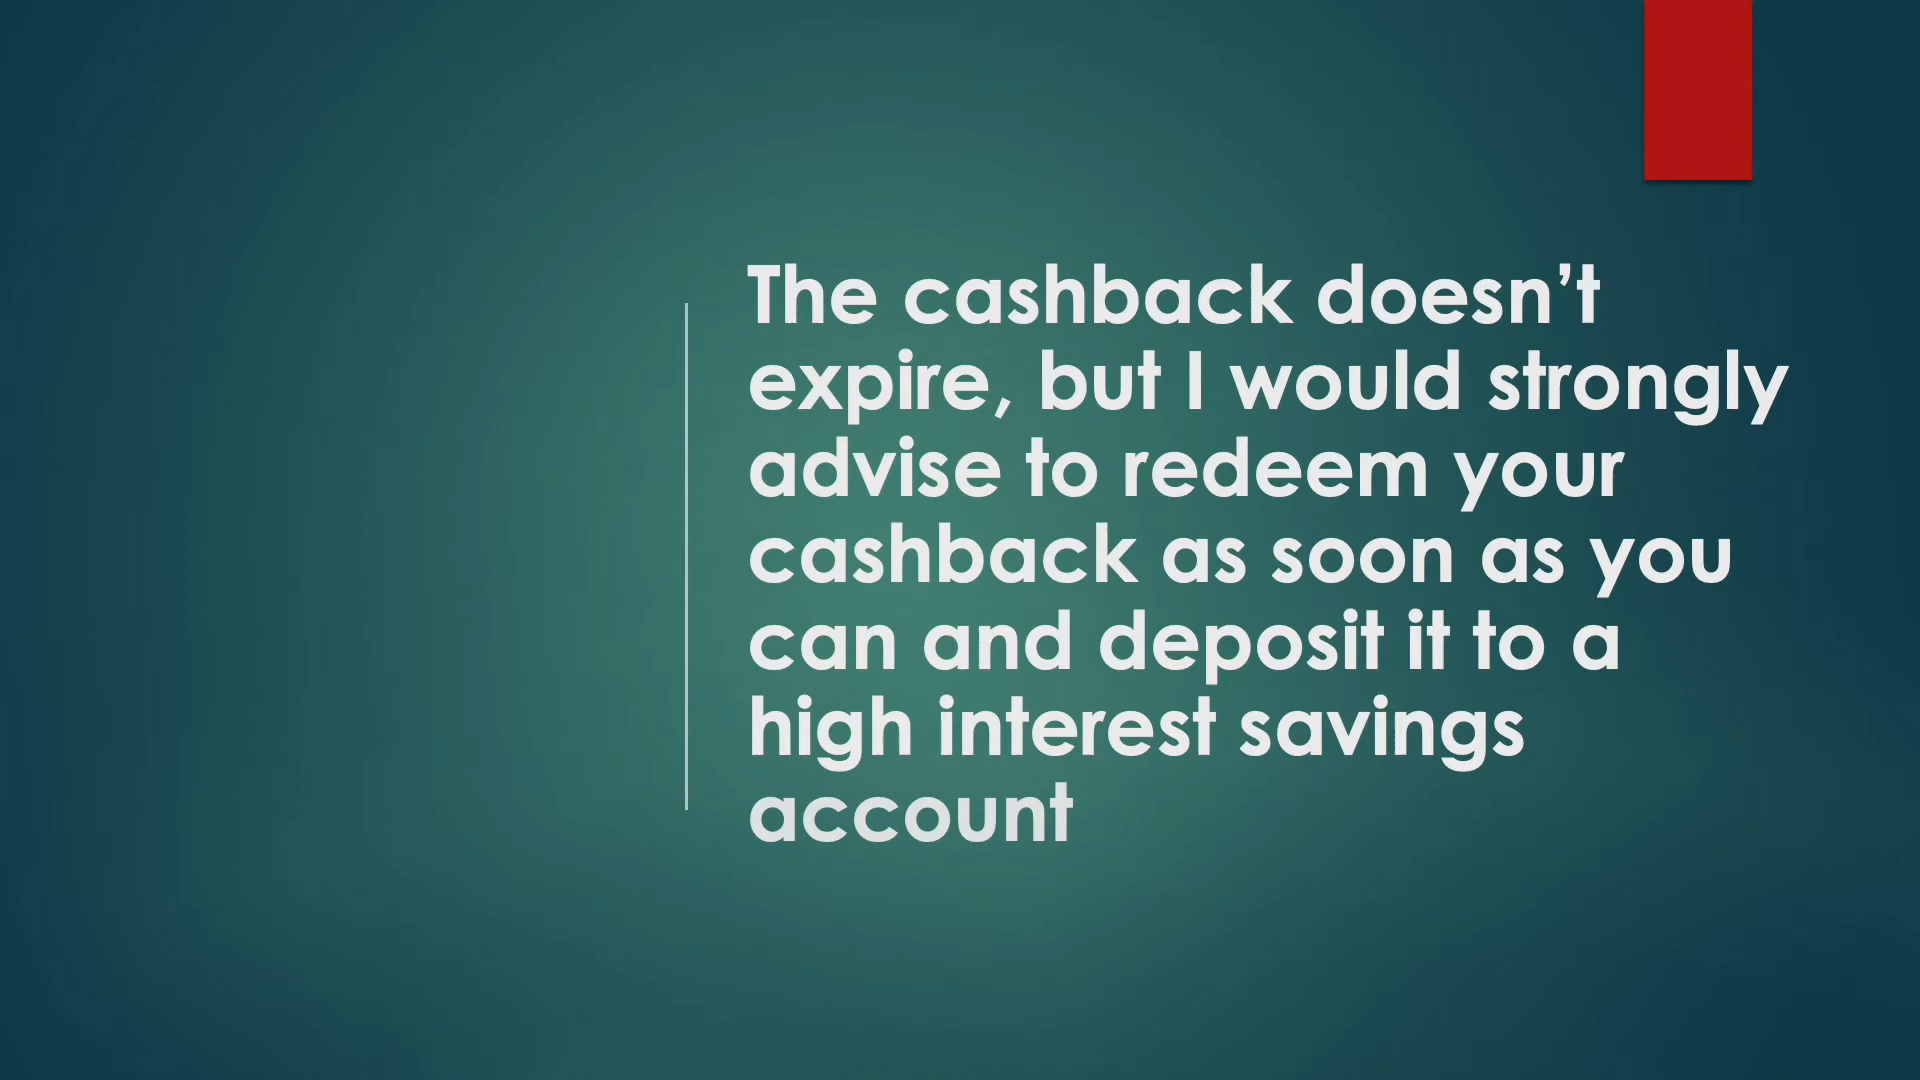 The cashback doesn’t
expire, but I would strongly
advise to redeem your
cashback as soon as you
can and deposit it to a
high interest savings
account